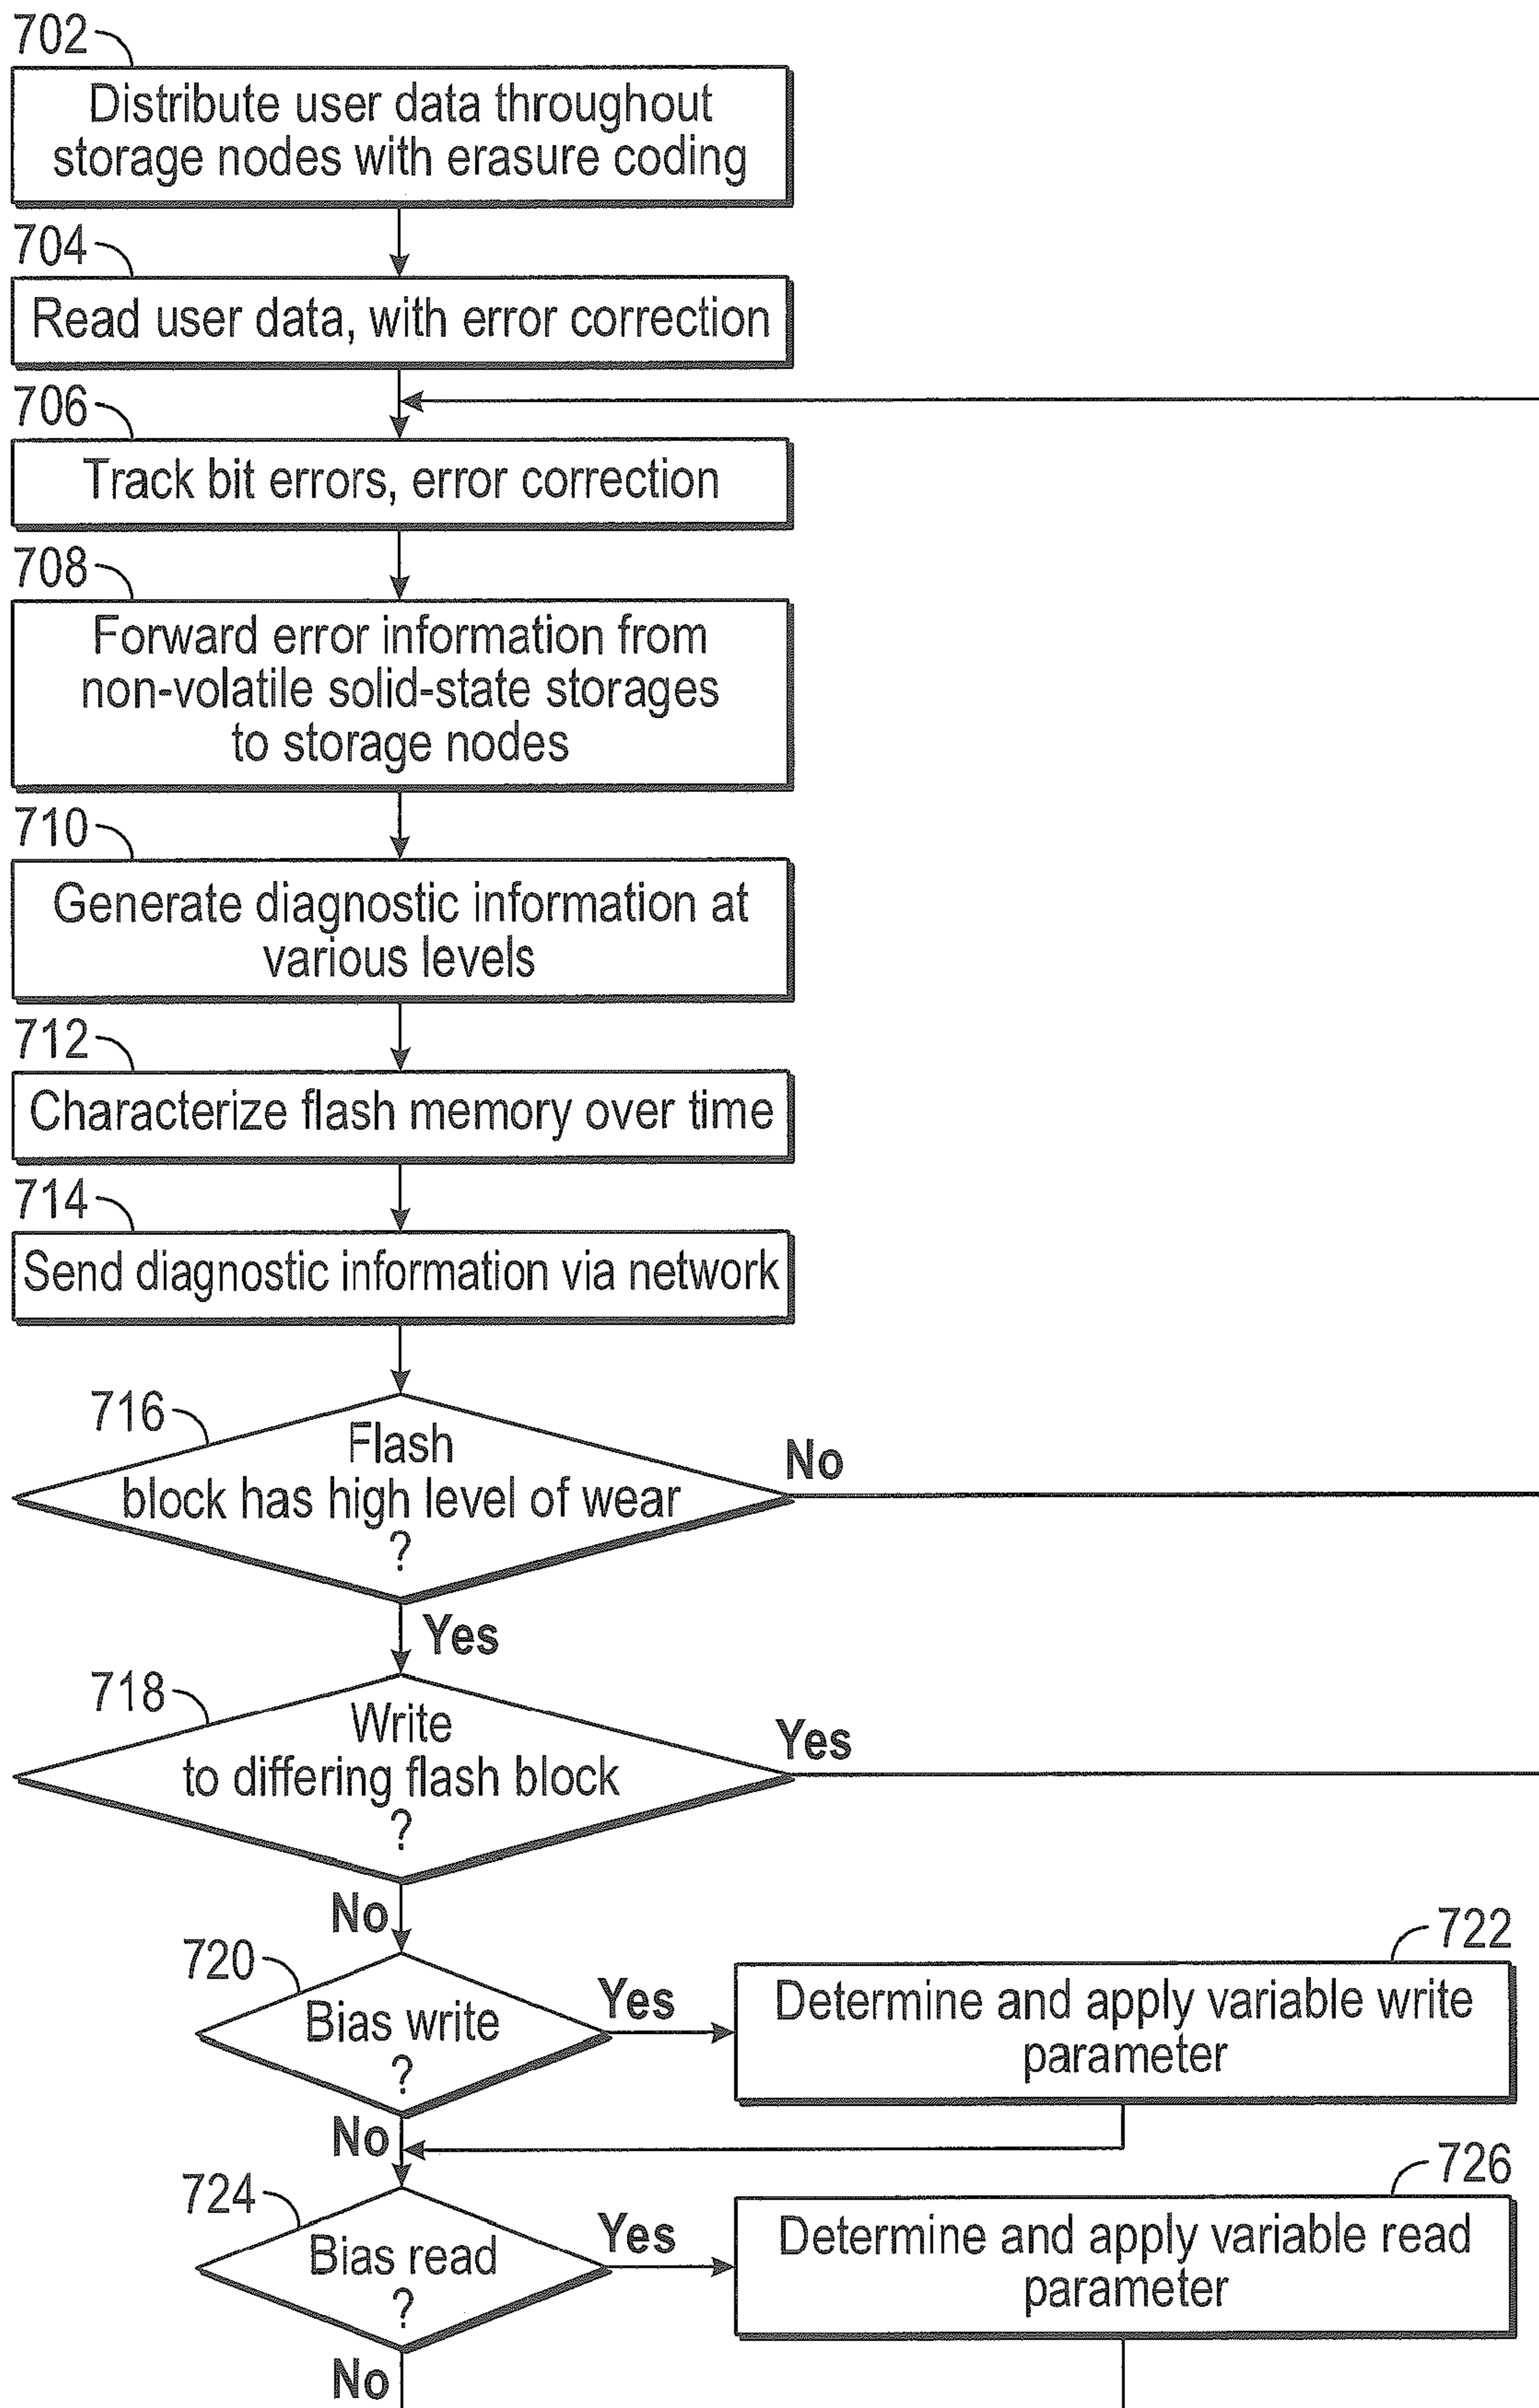 702
Distribute user data throughout
storage nodes with erasure coding
704
Read user data, with error correction
706
Track bit errors, error correction
708
Forward error information from
non-volatile solid-state storages
to storage nodes
710
Generate diagnostic information at
various levels
712
Characterize flash memory over time
714
Send diagnostic information via network
716
Flash
block has high level of wear
?
No
Yes
718
Write
to differing flash block
?
Yes
No
720
Bias write
?
Yes
722
Determine and apply variable write
parameter
No
724
Bias read
?
Yes
726
Determine and apply variable read
parameter
No